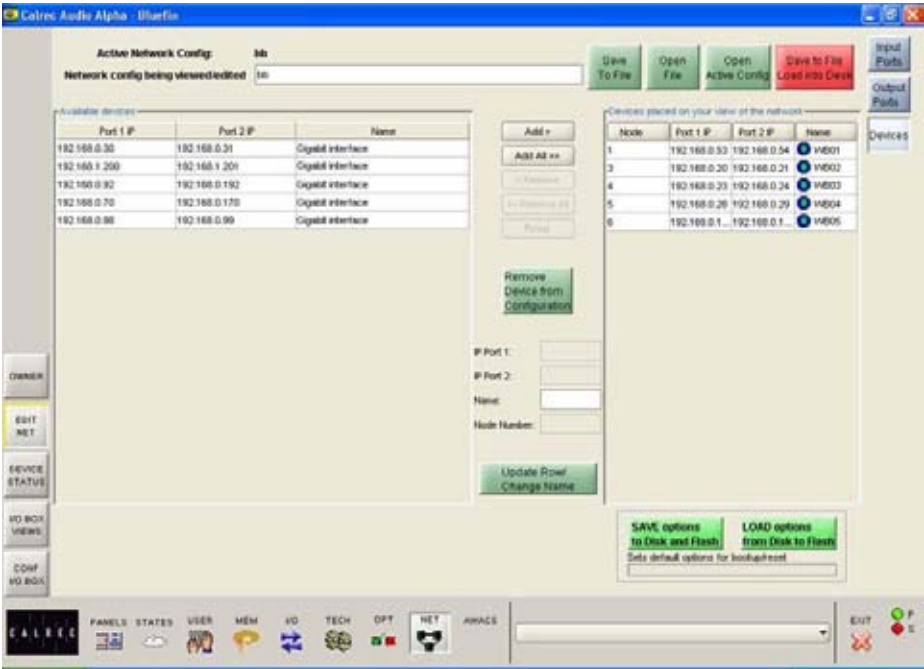 Calrec Audio Alpha - Bluefin
Active Network Config: bb
Network config being viewed/edited bb
Save To File
Open File
Open Active Config
Save to File Load into Desk
Input Ports
Output Ports
Devices
Available devices
Port 1 IP Port 2 IP Name
192.168.0.30 192.168.0.31 Gigabit interface
192.168.1.200 192.168.1.201 Gigabit interface
192.168.0.92 192.168.0.192 Gigabit interface
192.168.0.70 192.168.0.170 Gigabit interface
192.168.0.98 192.168.0.99 Gigabit interface
Add >
Add All >>
< Remove
<< Remove All
Remove Device from Configuration
IP Port 1:
IP Port 2:
Name:
Node Number:
Update Row/ Change Name
Devices placed on your view of the network
Node Port 1 IP Port 2 IP Name
1 192.168.0.53 192.168.0.54 WB01
3 192.168.0.20 192.168.0.21 WB02
4 192.168.0.23 192.168.0.24 WB03
5 192.168.0.28 192.168.0.29 WB04
6 192.168.0.1... 192.168.0.1... WB05
SAVE options to Disk and Flash
LOAD options from Disk to Flash
Sets default options for bootup/reset
OWNER
EDIT NET
DEVICE STATUS
I/O BOX VIEWS
CONF I/O BOX
CALREC
PANELS STATES USER MEM I/O TECH OPT NET AWACS
EXIT
P
S